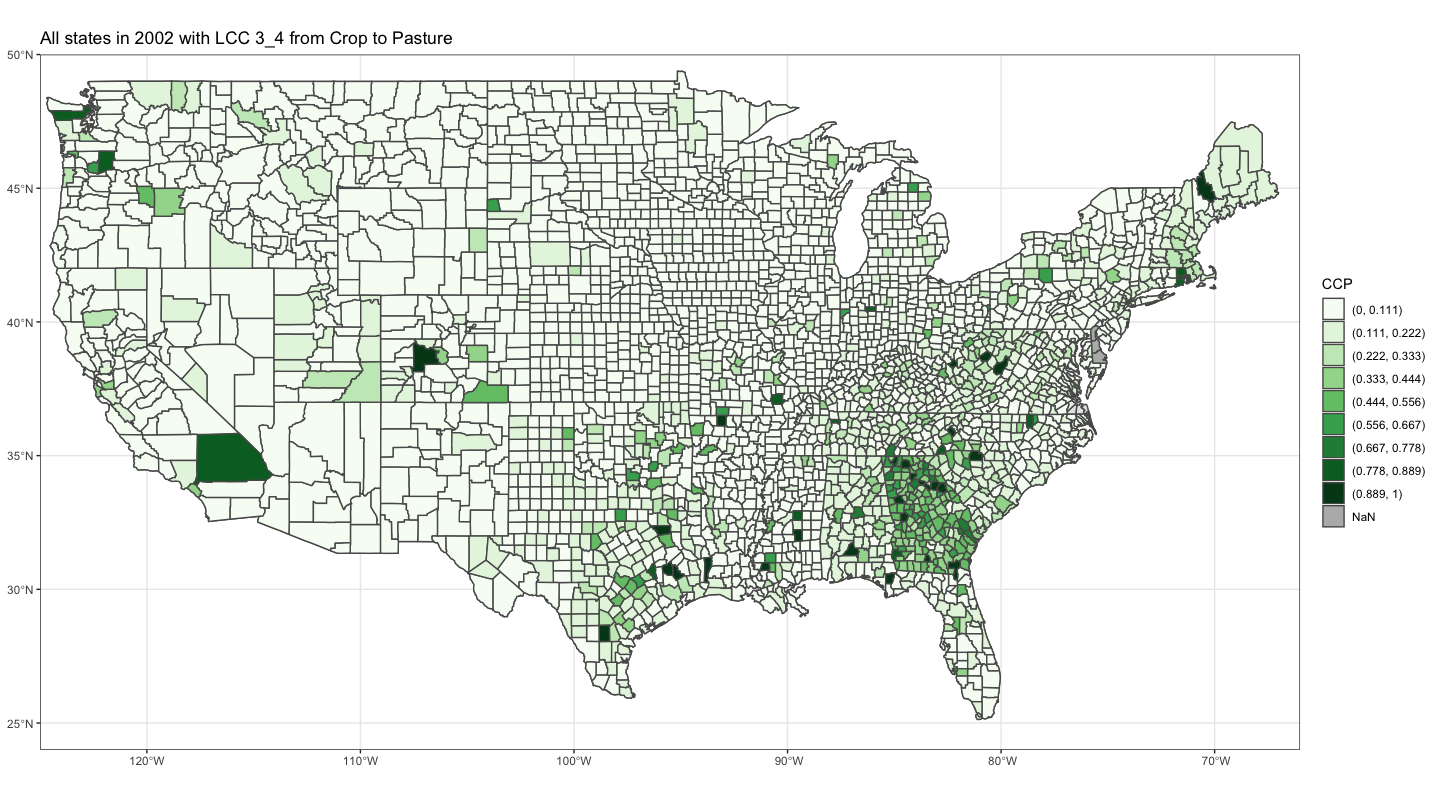 All states in 2002 with LCC 3_4 from Crop to Pasture
50°N
45°N
40°N
35°N
30°N
25°N
120°W
110°W
100°W
90°W
80°W
70°W
CCP
(0, 0.111)
(0.111, 0.222)
(0.222, 0.333)
(0.333, 0.444)
(0.444, 0.556)
(0.556, 0.667)
(0.667, 0.778)
(0.778, 0.889)
(0.889, 1)
NaN